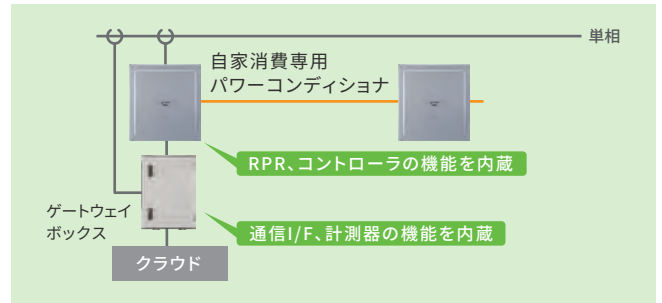 単相
自家消費専用
パワーコンディショナ
RPR、コントローラの機能を内蔵
ゲートウェイ
ボックス
通信I/F、計測器の機能を内蔵
クラウド